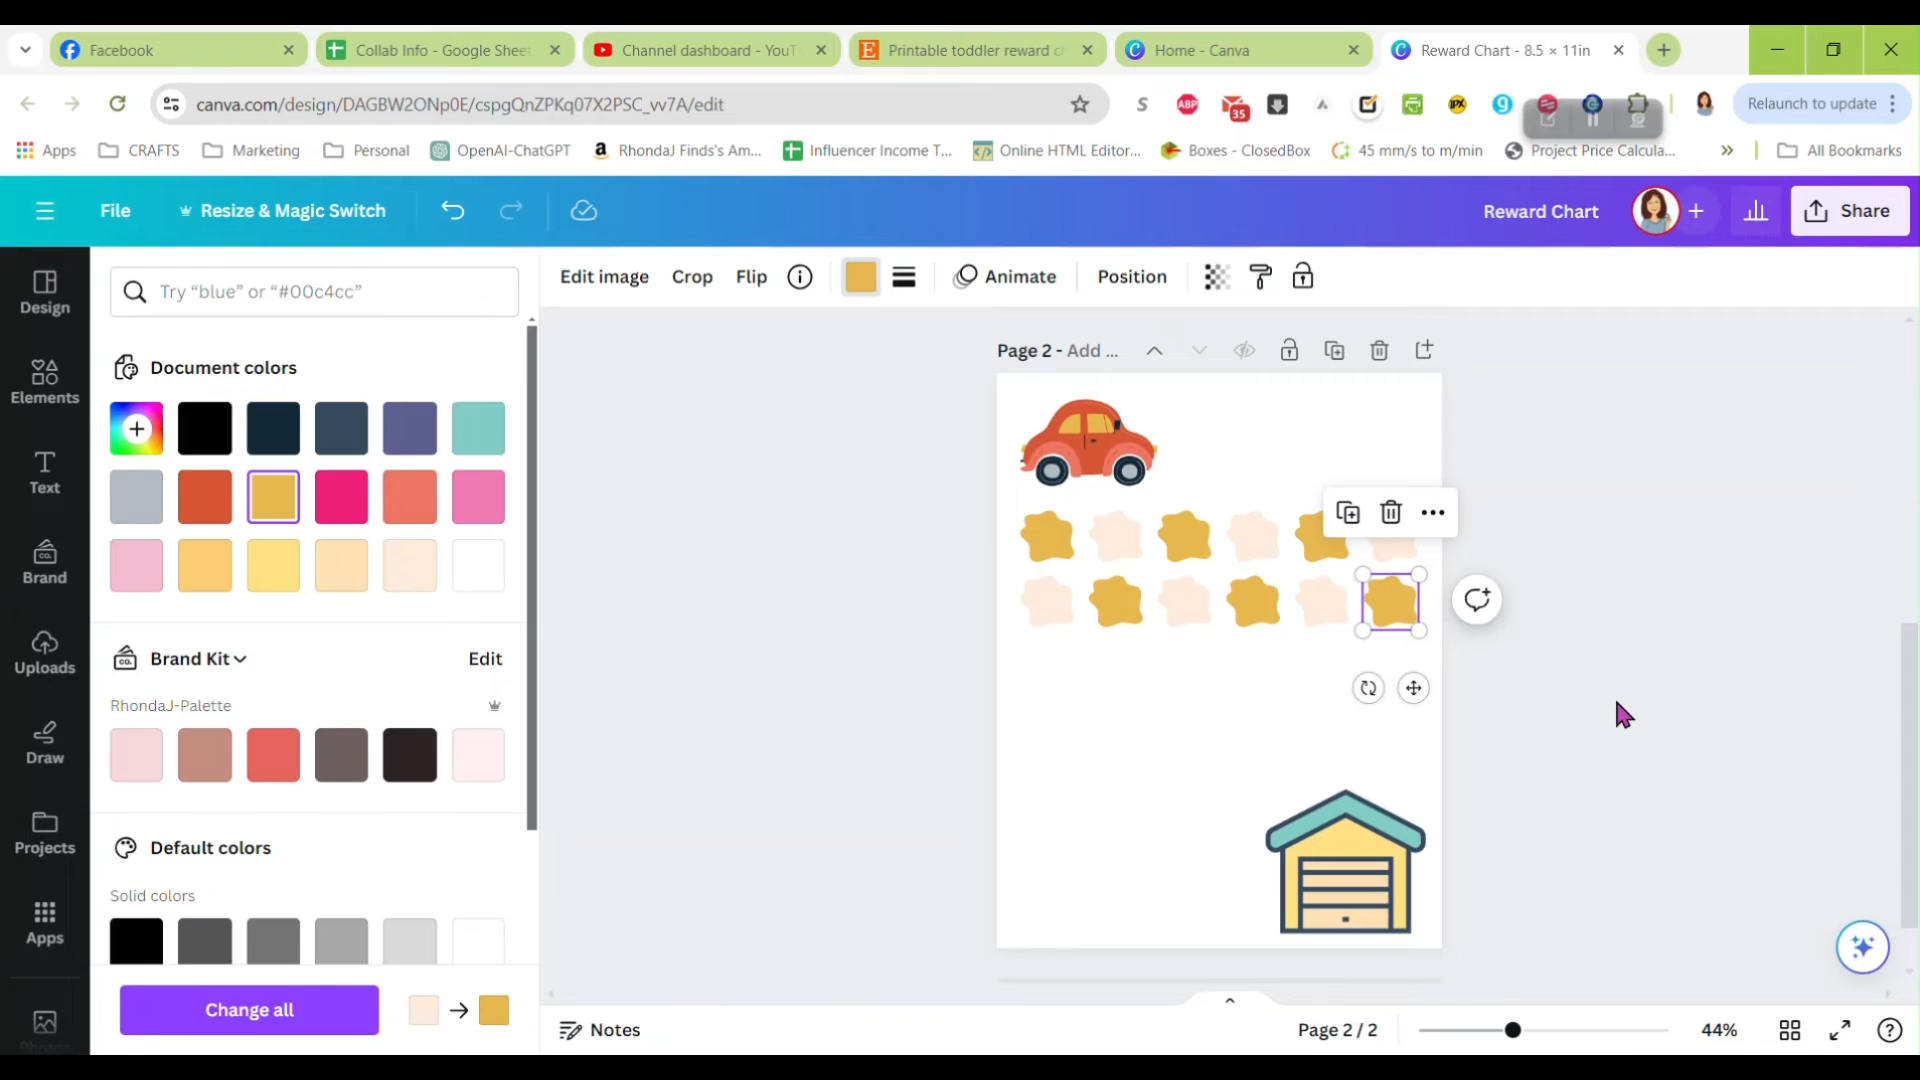 Facebook
Collab Info - Google Sheet
Channel dashboard - YouT
Printable toddler reward c
Home - Canva
Reward Chart - 8.5 × 11in
canva.com/design/DAGBW2ONp0E/cspgQnZPKq07X2PSC_vv7A/edit
S
ABP
35
Relaunch to update
Apps
CRAFTS
Marketing
Personal
OpenAI-ChatGPT
RhondaJ Finds's Am...
Influencer Income T...
Online HTML Editor...
Boxes - ClosedBox
45 mm/s to m/min
Project Price Calcula...
All Bookmarks
File
Resize & Magic Switch
Reward Chart
Share
Design
Elements
Text
Brand
Uploads
Draw
Projects
Apps
Try “blue” or “#00c4cc”
Document colors
Brand Kit
Edit
RhondaJ-Palette
Default colors
Solid colors
Change all
Edit image
Crop
Flip
Animate
Position
Page 2 - Add ...
Notes
Page 2 / 2
44%